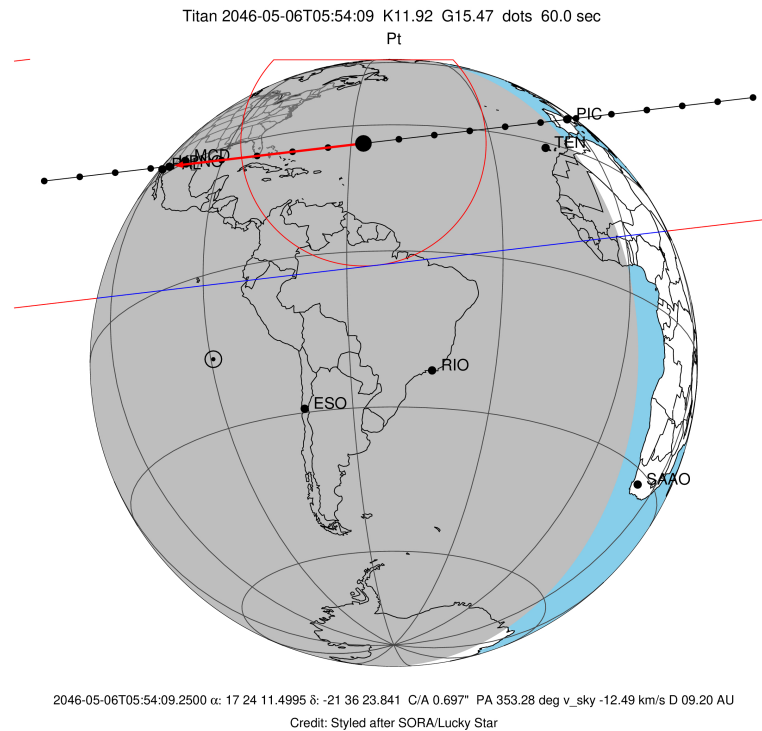 Titan 2046-05-06T05:54:09 K11.92 G15.47 dots 60.0 sec
Pt
PIC
TEN
MCD
RIO
ESO
SAAO
2046-05-06T05:54:09.2500 α: 17 24 11.4995 δ: -21 36 23.841 C/A 0.697" PA 353.28 deg v_sky -12.49 km/s D 09.20 AU
Credit: Styled after SORA/Lucky Star